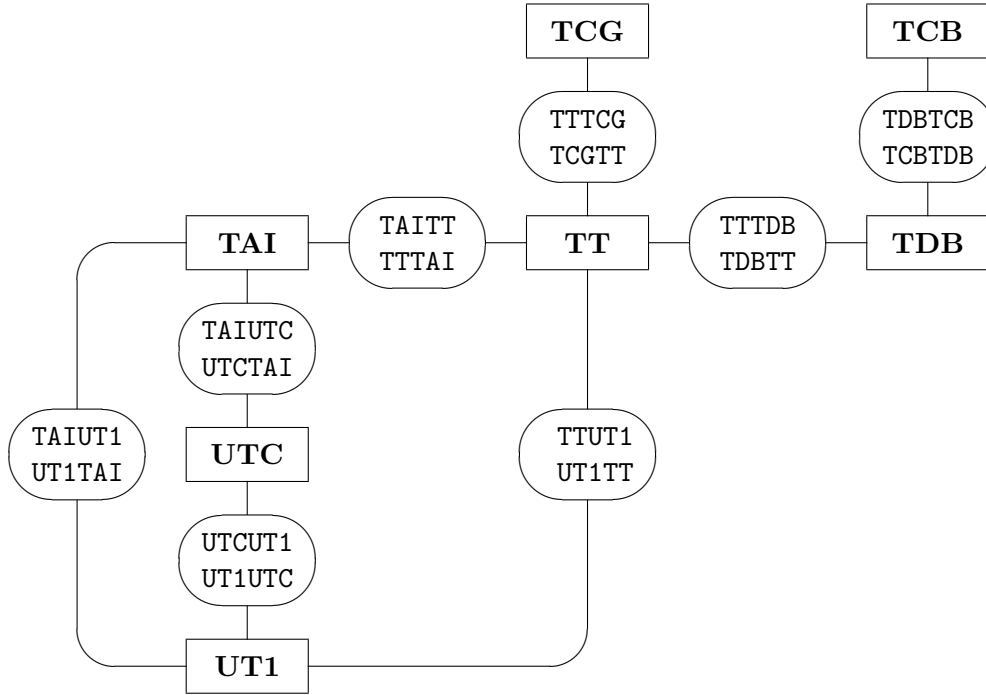 TCG
TCB
TTTCG
TCGTT
TDBTCB
TCBTDB
TAI
TAITT
TTTAI
TT
TTTDB
TDBTT
TDB
TAIUTC
UTCTAI
TAIUT1
UT1TAI
UTC
TTUT1
UT1TT
UTCUT1
UT1UTC
UT1